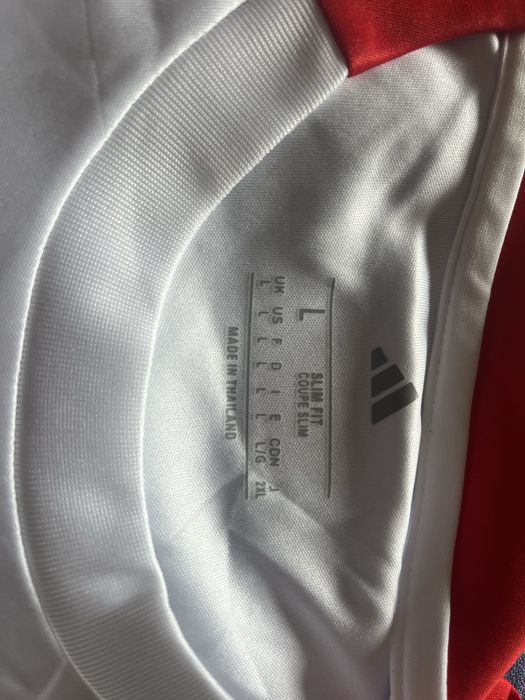 L SLIM FIT
COUPE SLIM
UK US F D I E CDN J
L L L L L L L/G 2XL
MADE IN THAILAND